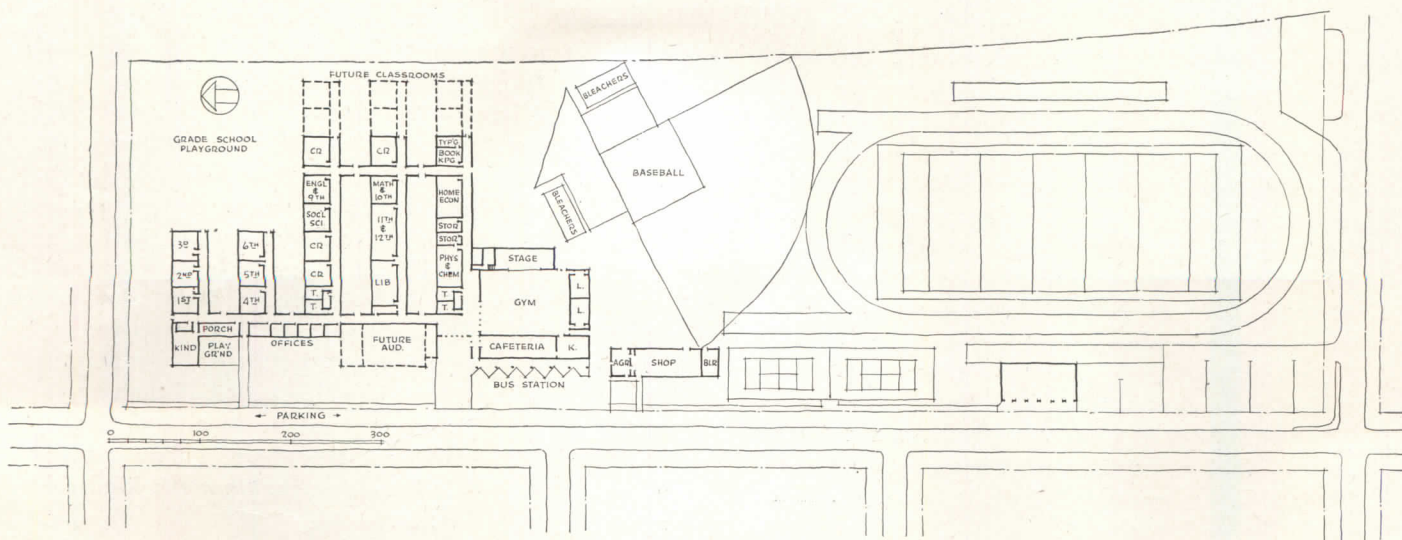 FUTURE CLASSROOMS
GRADE SCHOOL
PLAYGROUND
CR
CR
TYP'G.
BOOK
KPG.
ENGL
&
9TH
MATH
&
10TH
HOME
ECON
SOC'L
SCI.
11TH
&
12TH
STOR
STOR
CR
CR
LIB
PHYS
&
CHEM
T.
T.
T.
T.
3D
2ND
1ST
6TH
5TH
4TH
PORCH
KIND
PLAY
GR'ND
OFFICES
FUTURE
AUD.
STAGE
GYM
L.
L.
CAFETERIA
K.
BUS STATION
AGR.
SHOP
BLR
BLEACHERS
BLEACHERS
BASEBALL
← PARKING →
0 100 200 300